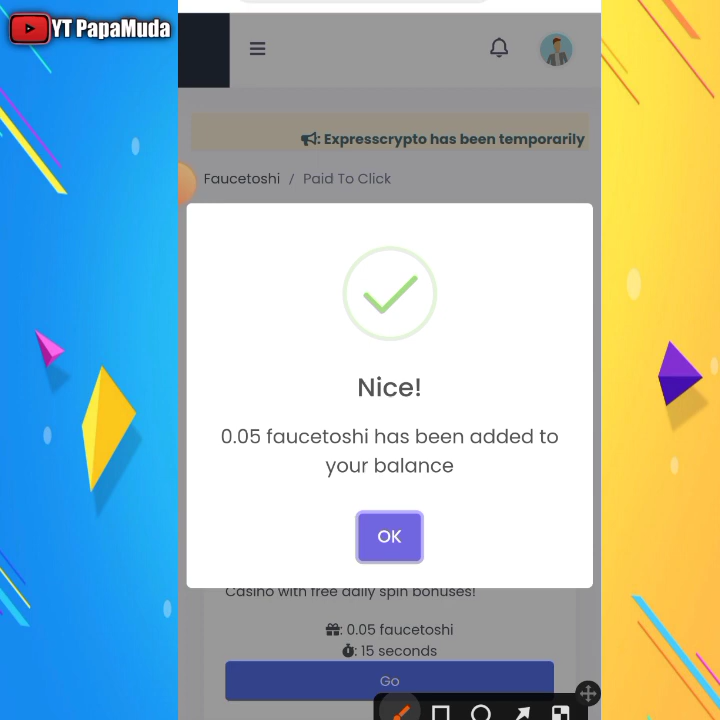 YT PapaMuda
: Expresscrypto has been temporarily
Faucetoshi / Paid To Click
Nice!
0.05 faucetoshi has been added to
your balance
OK
Casino with free daily spin bonuses!
: 0.05 faucetoshi
: 15 seconds
Go